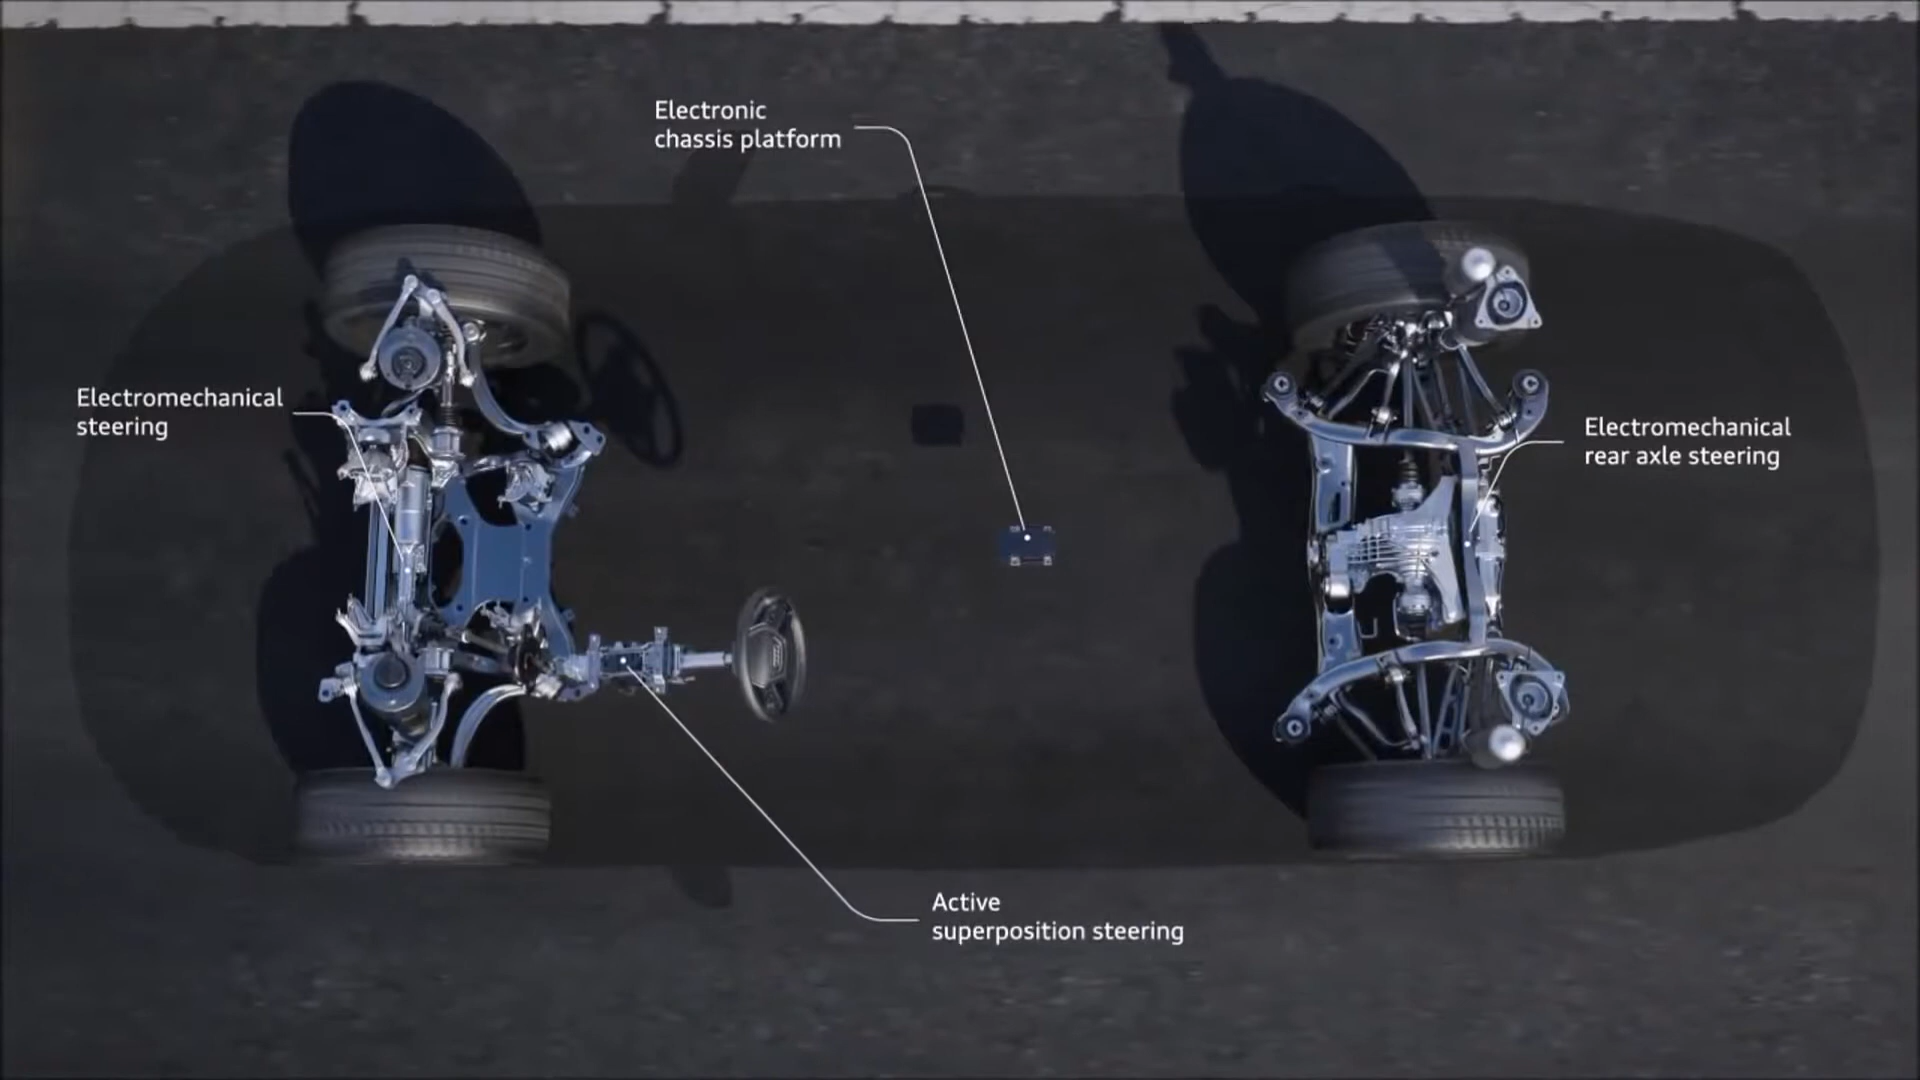 Electronic
chassis platform
Electromechanical
steering
Electromechanical
rear axle steering
Active
superposition steering